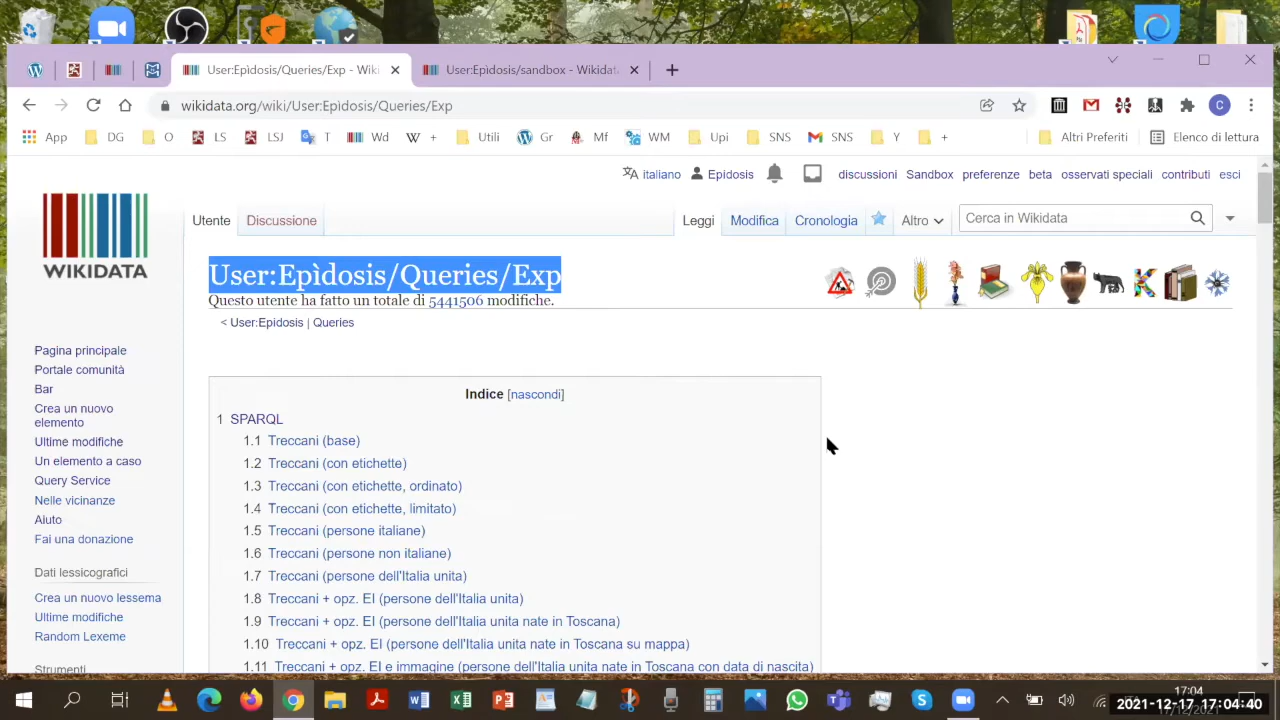 User:Epìdosis/Queries/Exp - Wiki
User:Epìdosis/sandbox - Wikidat
wikidata.org/wiki/User:Epìdosis/Queries/Exp
App DG O LS LSJ T Wd + Utili Gr Mf WM Upi SNS SNS Y + Altri Preferiti Elenco di lettura
italiano Epìdosis discussioni Sandbox preferenze beta osservati speciali contributi esci
Utente Discussione Leggi Modifica Cronologia Altro Cerca in Wikidata
WIKIDATA
User:Epìdosis/Queries/Exp
Questo utente ha fatto un totale di 5441506 modifiche.
< User:Epìdosis | Queries
Pagina principale
Portale comunità
Bar
Crea un nuovo
elemento
Ultime modifiche
Un elemento a caso
Query Service
Nelle vicinanze
Aiuto
Fai una donazione
Dati lessicografici
Crea un nuovo lessema
Ultime modifiche
Random Lexeme
Strumenti
Indice [nascondi]
1 SPARQL
1.1 Treccani (base)
1.2 Treccani (con etichette)
1.3 Treccani (con etichette, ordinato)
1.4 Treccani (con etichette, limitato)
1.5 Treccani (persone italiane)
1.6 Treccani (persone non italiane)
1.7 Treccani (persone dell'Italia unita)
1.8 Treccani + opz. EI (persone dell'Italia unita)
1.9 Treccani + opz. EI (persone dell'Italia unita nate in Toscana)
1.10 Treccani + opz. EI (persone dell'Italia unita nate in Toscana su mappa)
1.11 Treccani + opz. EI e immagine (persone dell'Italia unita nate in Toscana con data di nascita)
17:04
2021-12-17 17:04:40